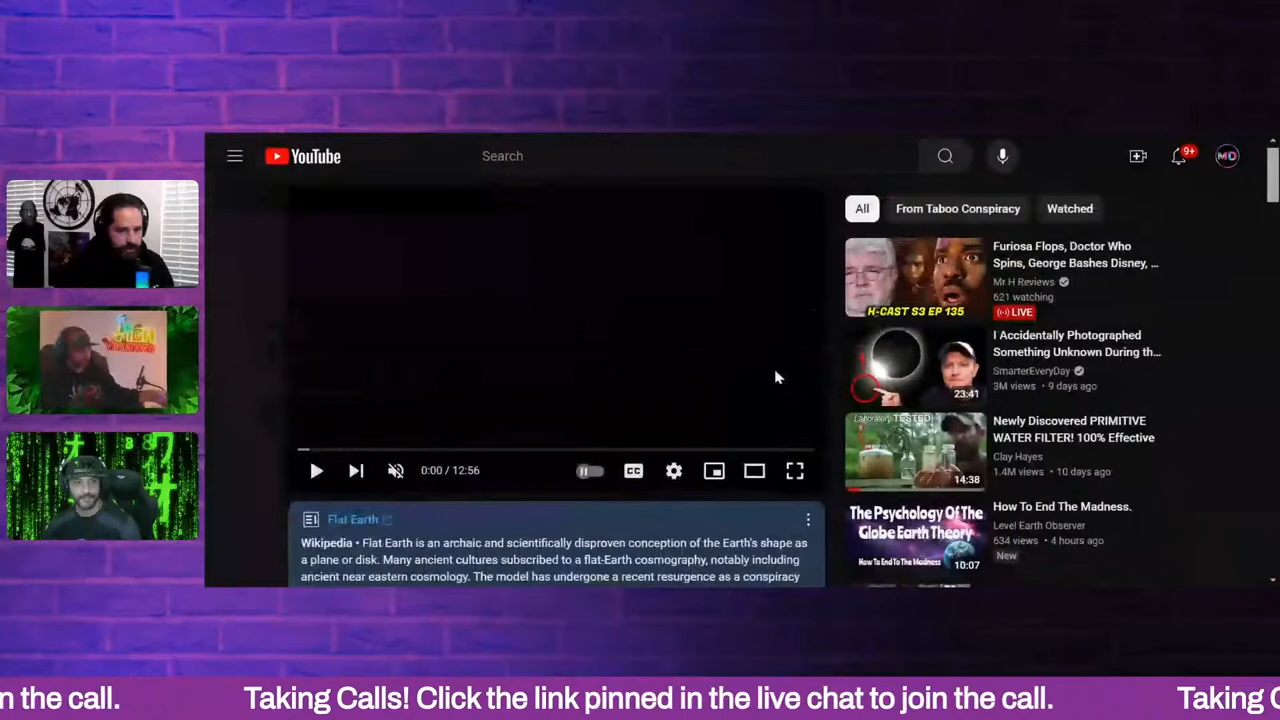 YouTube
Search
9+
MD
All
From Taboo Conspiracy
Watched
H-CAST S3 EP 135
Furiosa Flops, Doctor Who
Spins, George Bashes Disney, ...
Mr H Reviews
621 watching
LIVE
23:41
I Accidentally Photographed
Something Unknown During th...
SmarterEveryDay
3M views • 9 days ago
Laboratory TESTED!
14:38
Newly Discovered PRIMITIVE
WATER FILTER! 100% Effective
Clay Hayes
1.4M views • 10 days ago
The Psychology Of The
Globe Earth Theory
How To End The Madness
10:07
How To End The Madness.
Level Earth Observer
634 views • 4 hours ago
New
0:00 / 12:56
CC
Flat Earth
Wikipedia • Flat Earth is an archaic and scientifically disproven conception of the Earth's shape as
a plane or disk. Many ancient cultures subscribed to a flat-Earth cosmography, notably including
ancient near eastern cosmology. The model has undergone a recent resurgence as a conspiracy
n the call.
Taking Calls! Click the link pinned in the live chat to join the call.
Taking C